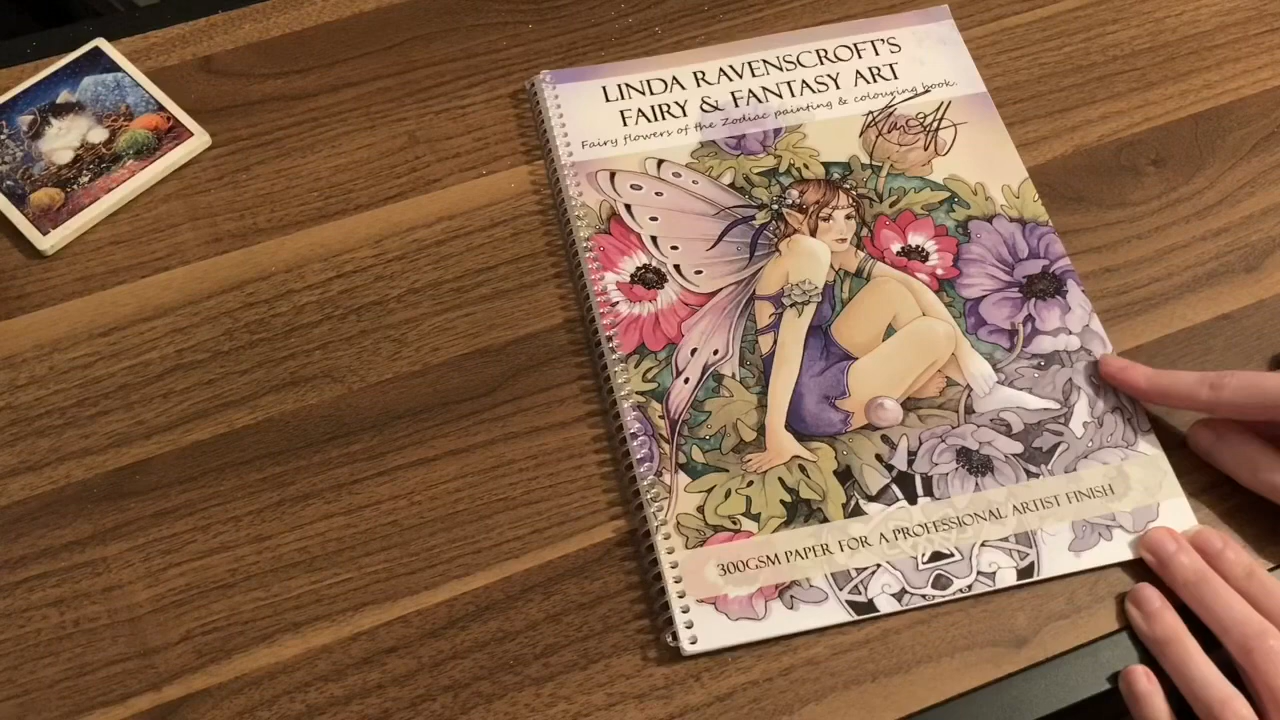 LINDA RAVENSCROFT'S
FAIRY & FANTASY ART
Fairy flowers of the Zodiac painting & colouring book.
300GSM PAPER FOR A PROFESSIONAL ARTIST FINISH